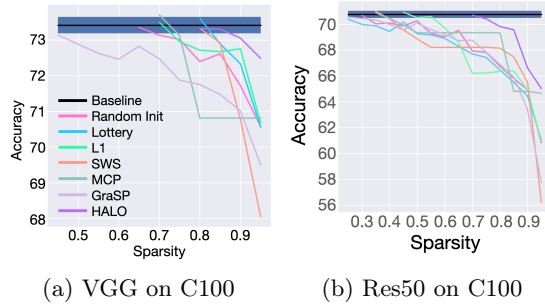 73
72
71
70
69
68
Accuracy
Baseline
Random Init
Lottery
L1
SWS
MCP
GraSP
HALO
0.5 0.6 0.7 0.8 0.9
Sparsity
(a) VGG on C100
70
68
66
64
62
60
58
56
Accuracy
0.3 0.4 0.5 0.6 0.7 0.8 0.9
Sparsity
(b) Res50 on C100